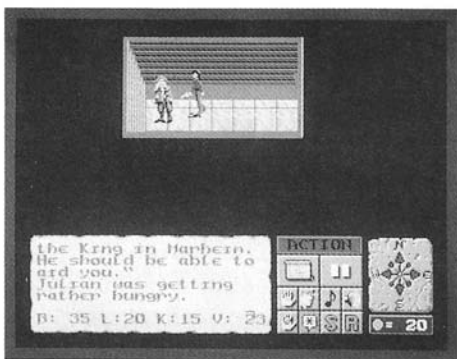 the King in Marhein.
He should be able to
aid you."
Julian was getting
rather hungry.
B: 35 L:20 K:15 V: 23
ACTION
S R
N
W E
S
= 20